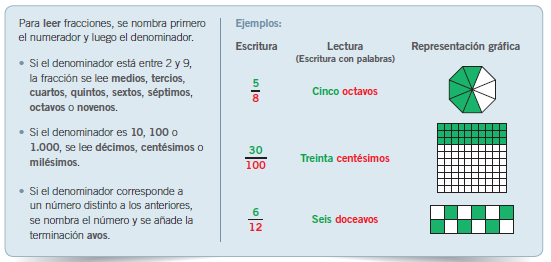 Para leer fracciones, se nombra primero
el numerador y luego el denominador.
• Si el denominador está entre 2 y 9,
la fracción se lee medios, tercios,
cuartos, quintos, sextos, séptimos,
octavos o novenos.
• Si el denominador es 10, 100 o
1.000, se lee décimos, centésimos o
milésimos.
• Si el denominador corresponde a
un número distinto a los anteriores,
se nombra el número y se añade la
terminación avos.
Ejemplos:
Escritura Lectura Representación gráfica
(Escritura con palabras)
5
8
Cinco octavos
30
100
Treinta centésimos
6
12
Seis doceavos